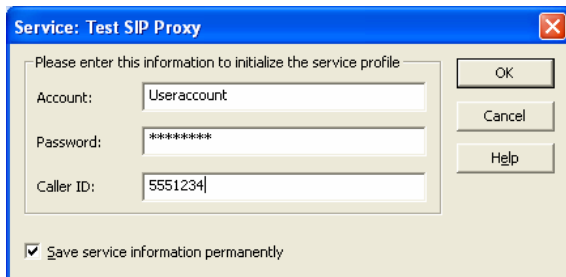 Service: Test SIP Proxy
Please enter this information to initialize the service profile
Account: Useraccount
Password: ********
Caller ID: 5551234
OK
Cancel
Help
Save service information permanently